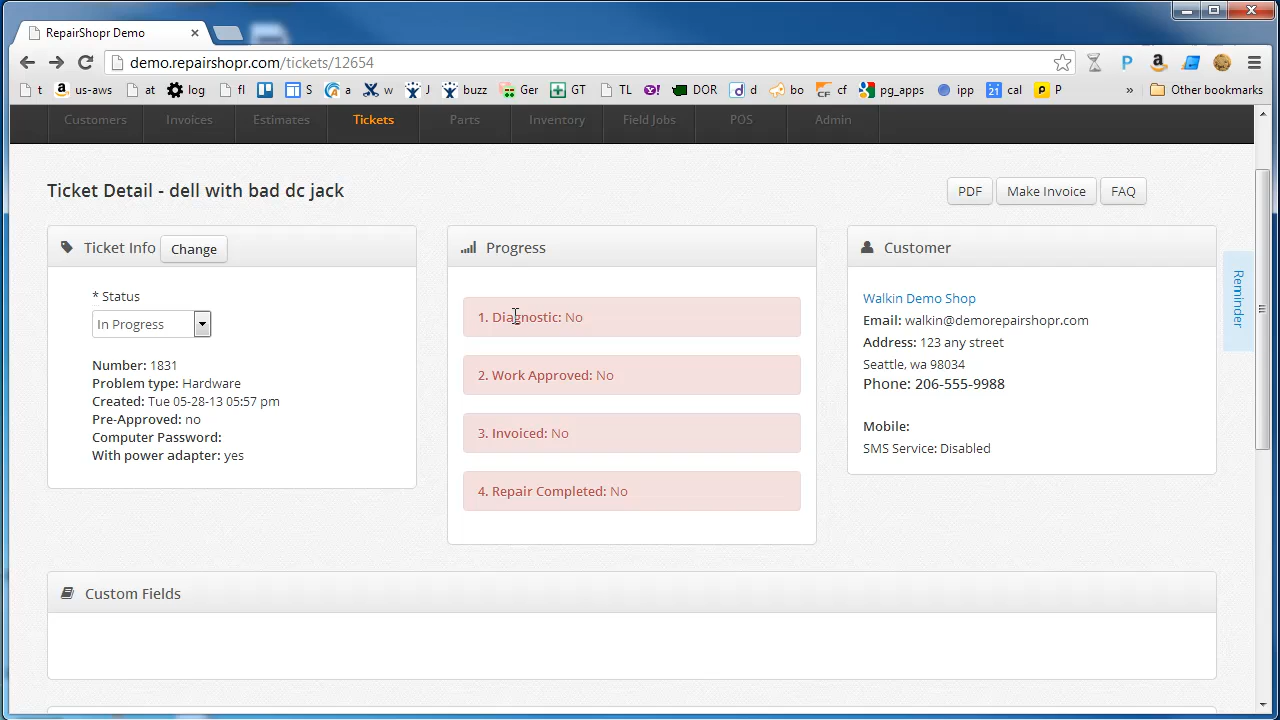 RepairShopr Demo
demo.repairshopr.com/tickets/12654
t us-aws at log fl S a w J buzz Ger GT TL DOR d bo cf pg_apps ipp cal P » Other bookmarks
Customers Invoices Estimates Tickets Parts Inventory Field Jobs POS Admin
Ticket Detail - dell with bad dc jack
PDF Make Invoice FAQ
Ticket Info Change
* Status
In Progress
Number: 1831
Problem type: Hardware
Created: Tue 05-28-13 05:57 pm
Pre-Approved: no
Computer Password:
With power adapter: yes
Progress
1. Diagnostic: No
2. Work Approved: No
3. Invoiced: No
4. Repair Completed: No
Customer
Walkin Demo Shop
Email: walkin@demorepairshopr.com
Address: 123 any street
Seattle, wa 98034
Phone: 206-555-9988
Mobile:
SMS Service: Disabled
Reminder
Custom Fields